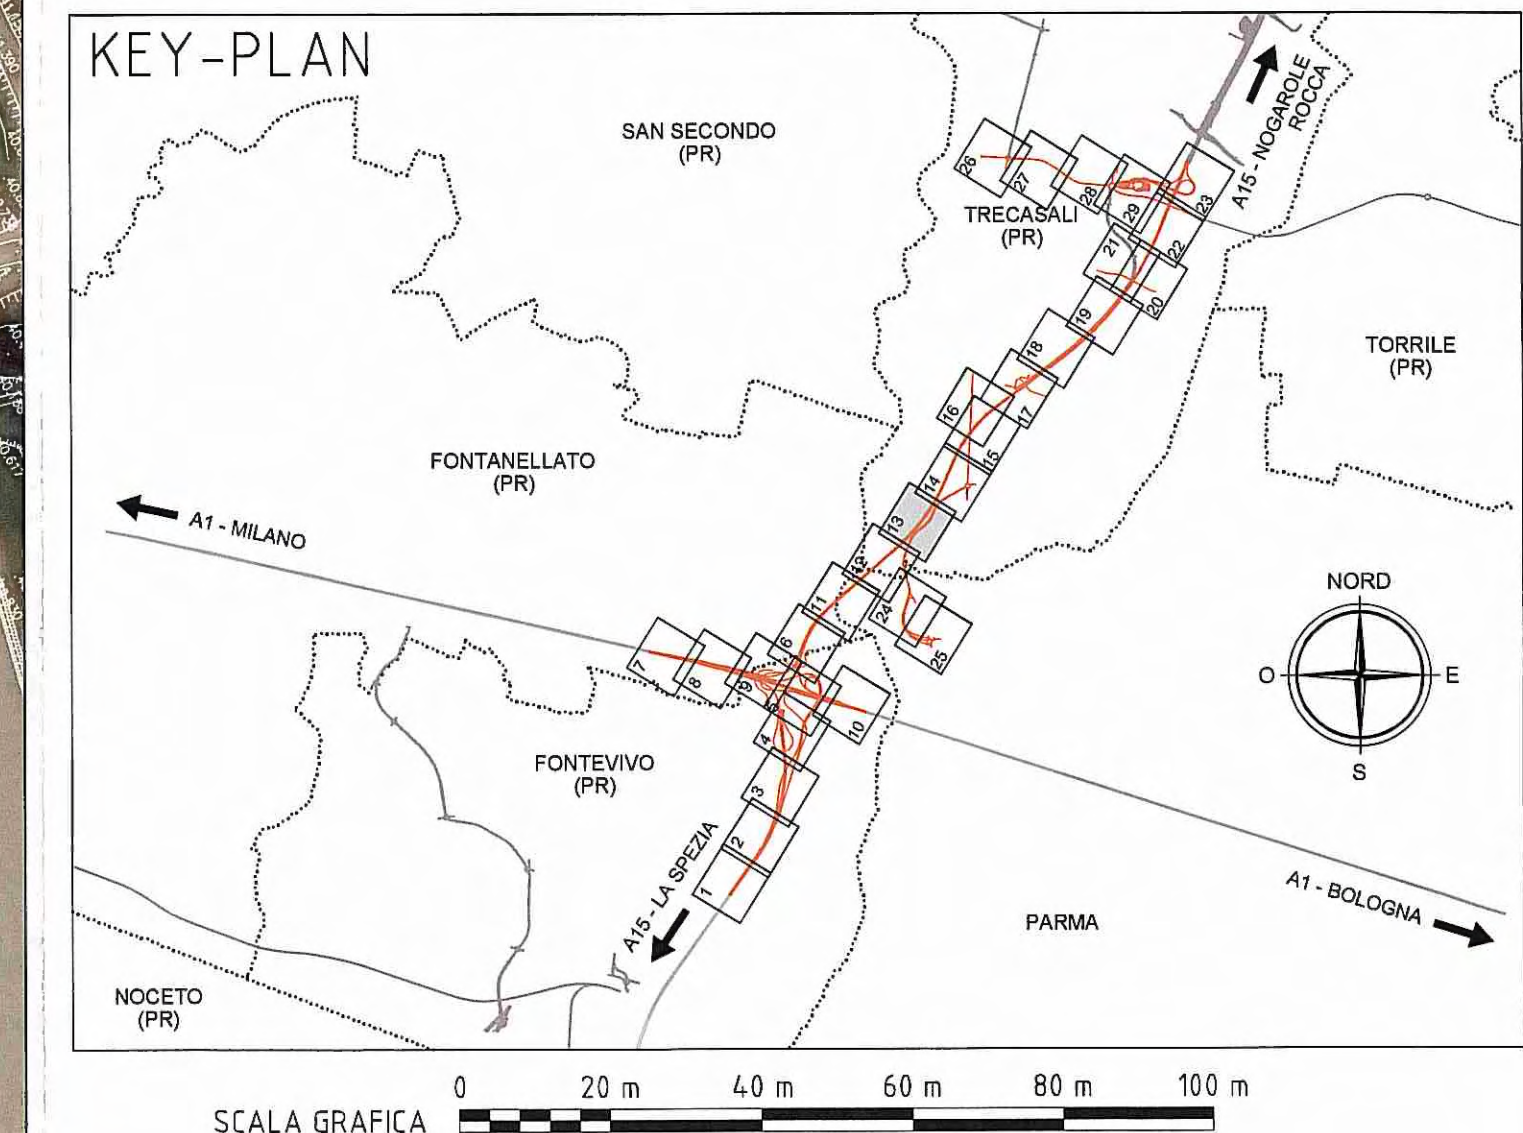 KEY-PLAN
SAN SECONDO
(PR)
A15 - NOGAROLE
ROCCA
26
27
28
29
23
TRECASALI
(PR)
22
21
20
19
TORRILE
(PR)
18
17
16
15
14
FONTANELLATO
(PR)
13
A1 - MILANO
12
11
24
25
NORD
O
E
S
6
7
8
9
5
10
4
FONTEVIVO
(PR)
3
2
1
A15 - LA SPEZIA
A1 - BOLOGNA
PARMA
NOCETO
(PR)
0 20 m 40 m 60 m 80 m 100 m
SCALA GRAFICA